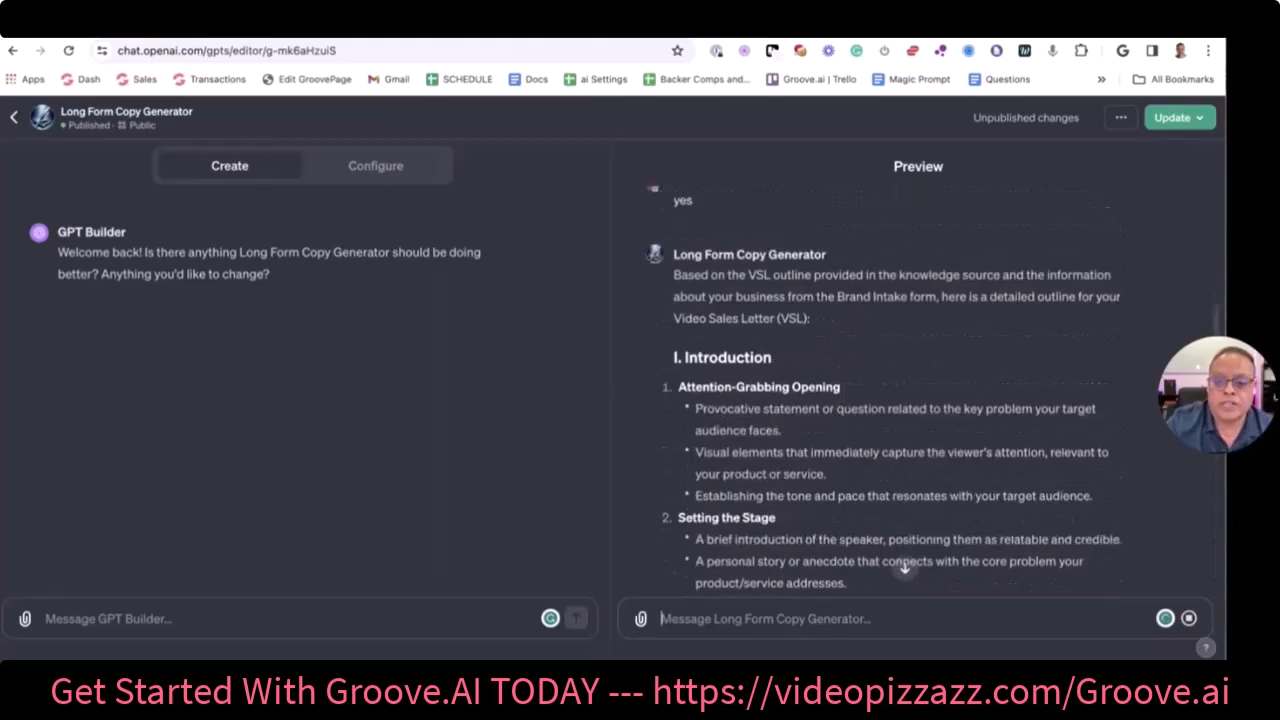 chat.openai.com/gpts/editor/g-mk6aHzuiS
Apps Dash Sales Transactions Edit GroovePage Gmail SCHEDULE Docs ai Settings Backer Comps and... Groove.ai | Trello Magic Prompt Questions » All Bookmarks
Long Form Copy Generator
Published · Public
Unpublished changes
Update
Create
Configure
GPT Builder
Welcome back! Is there anything Long Form Copy Generator should be doing
better? Anything you'd like to change?
Message GPT Builder...
Preview
yes
Long Form Copy Generator
Based on the VSL outline provided in the knowledge source and the information
about your business from the Brand Intake form, here is a detailed outline for your
Video Sales Letter (VSL):
I. Introduction
1. Attention-Grabbing Opening
• Provocative statement or question related to the key problem your target
audience faces.
• Visual elements that immediately capture the viewer's attention, relevant to
your product or service.
• Establishing the tone and pace that resonates with your target audience.
2. Setting the Stage
• A brief introduction of the speaker, positioning them as relatable and credible.
• A personal story or anecdote that connects with the core problem your
product/service addresses.
Message Long Form Copy Generator...
?
Get Started With Groove.AI TODAY --- https://videopizzazz.com/Groove.ai